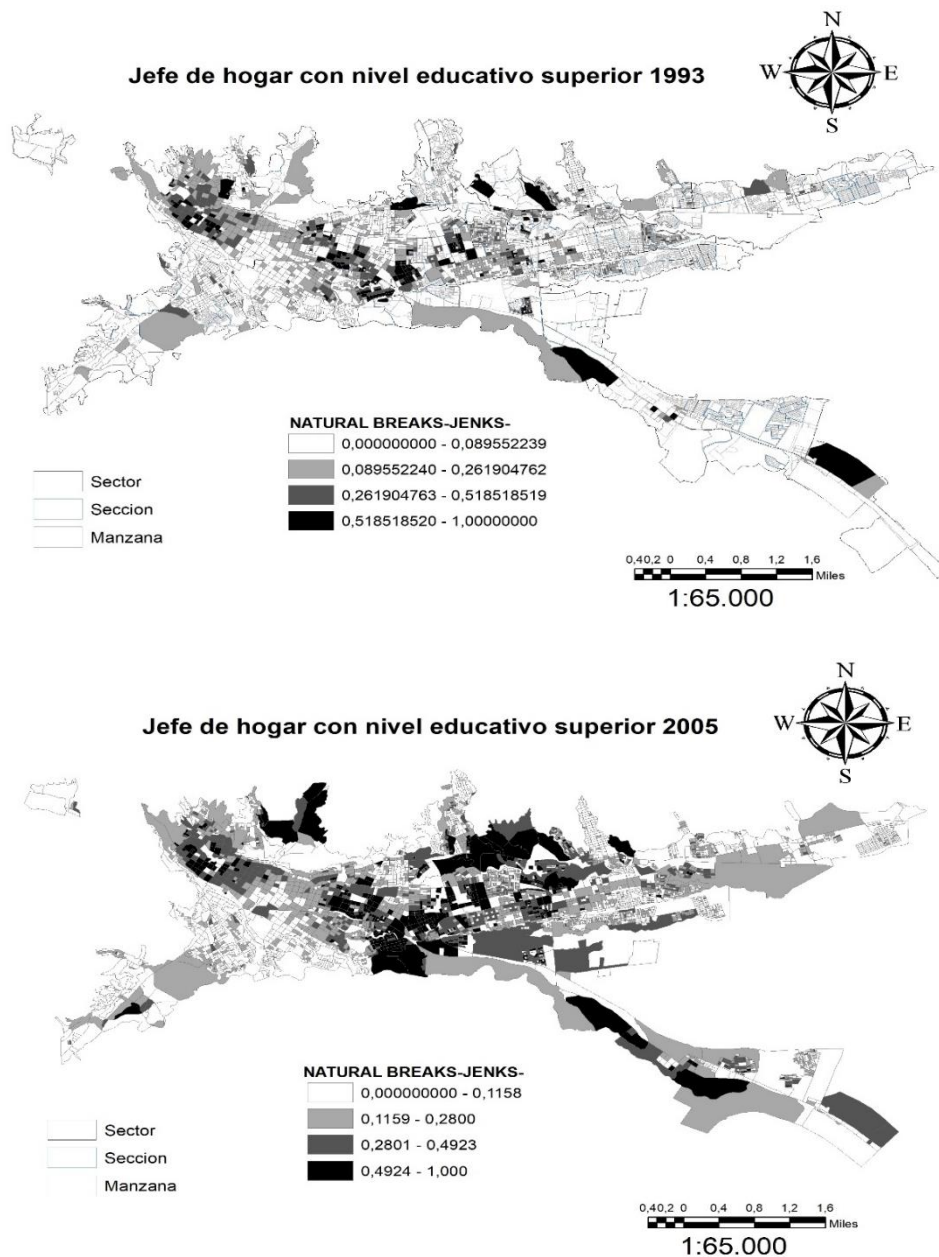 N
Jefe de hogar con nivel educativo superior 1993
W E
S
NATURAL BREAKS-JENKS-
0,000000000 - 0,089552239
0,089552240 - 0,261904762
0,261904763 - 0,518518519
0,518518520 - 1,00000000
Sector
Seccion
Manzana
0,40,2 0 0,4 0,8 1,2 1,6
Miles
1:65.000
N
Jefe de hogar con nivel educativo superior 2005
W E
S
NATURAL BREAKS-JENKS-
0,000000000 - 0,1158
0,1159 - 0,2800
0,2801 - 0,4923
0,4924 - 1,000
Sector
Seccion
Manzana
0,40,2 0 0,4 0,8 1,2 1,6
Miles
1:65.000